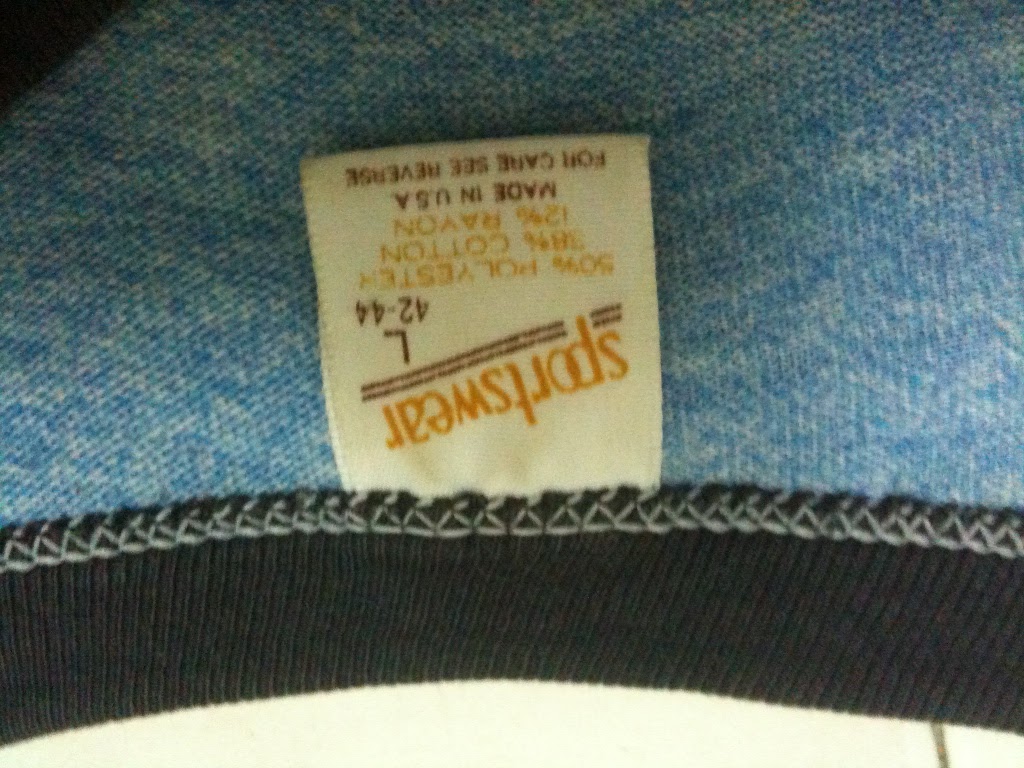 sportswear
L
42-44
50% POLYESTER
38% COTTON
12% RAYON
MADE IN U.S.A
FOR CARE SEE REVERSE